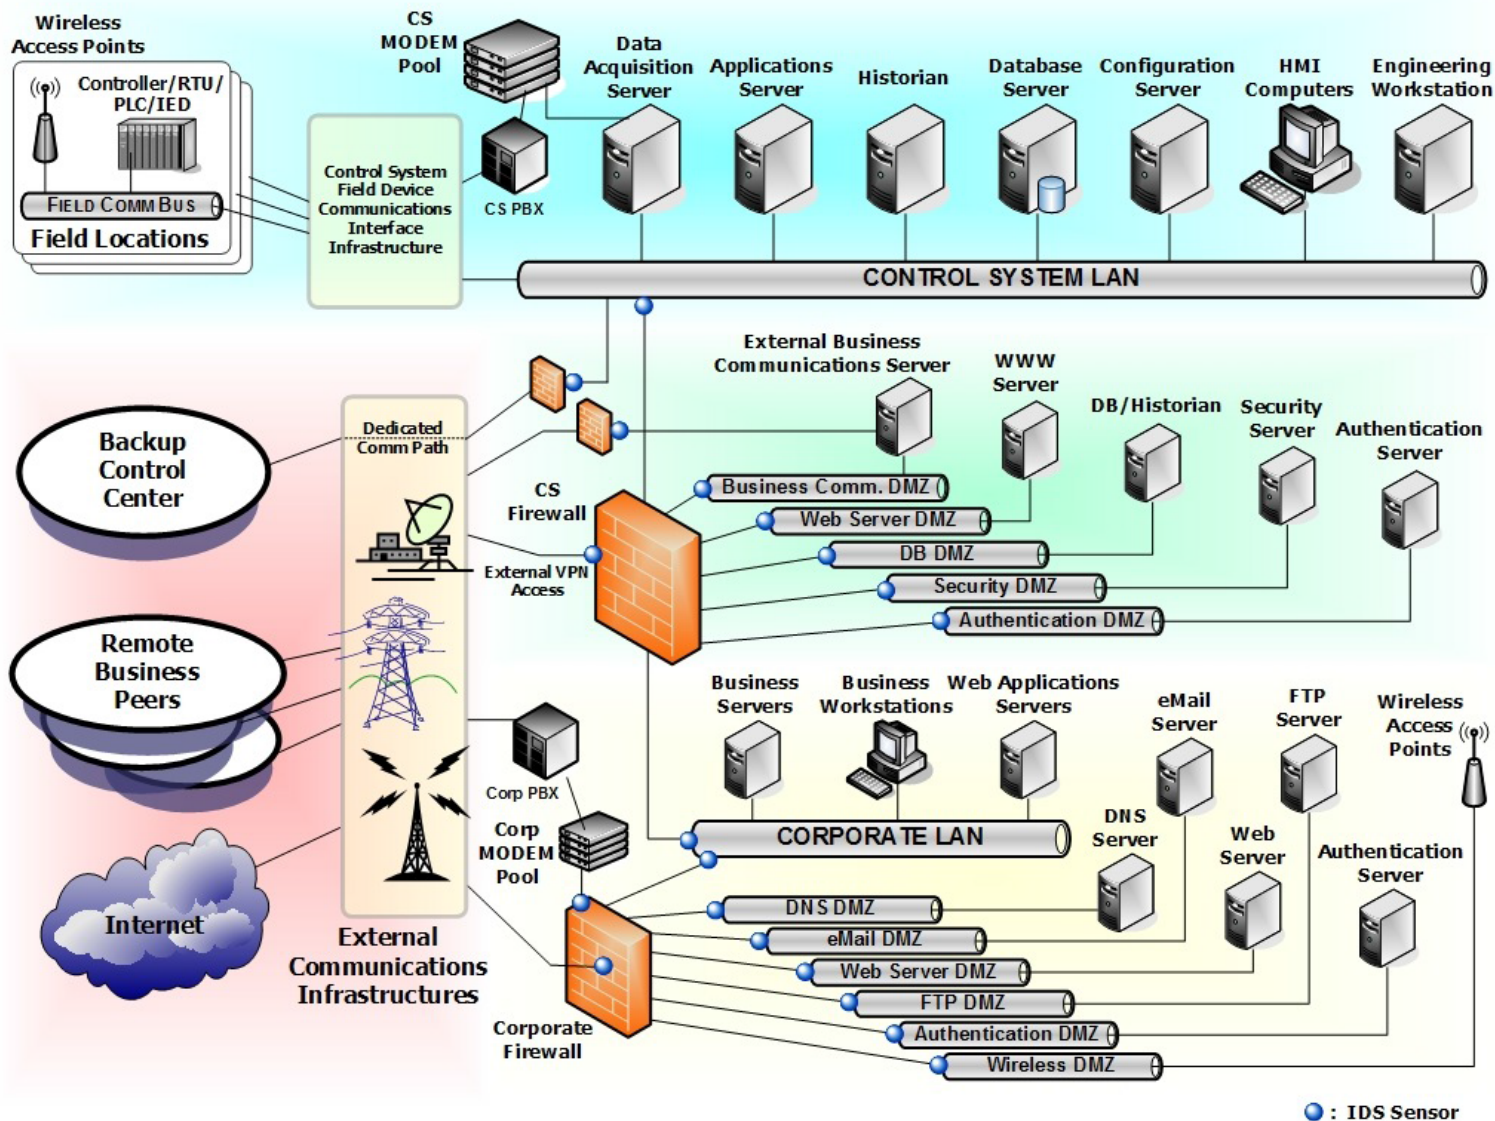 Wireless
Access Points
Controller/RTU/
PLC/IED
FIELD COMM BUS
Field Locations
Control System
Field Device
Communications
Interface
Infrastructure
CS
MODEM
Pool
CS PBX
Data
Acquisition
Server
Applications
Server
Historian
Database
Server
Configuration
Server
HMI
Computers
Engineering
Workstation
CONTROL SYSTEM LAN
Backup
Control
Center
Dedicated
Comm Path
External Business
Communications Server
WWW
Server
DB/Historian
Security
Server
Authentication
Server
CS
Firewall
External VPN
Access
Business Comm. DMZ
Web Server DMZ
DB DMZ
Security DMZ
Authentication DMZ
Remote
Business
Peers
Internet
External
Communications
Infrastructures
Corp PBX
Corp
MODEM
Pool
Corporate
Firewall
Business
Servers
Business
Workstations
Web Applications
Servers
eMail
Server
FTP
Server
Wireless
Access
Points
CORPORATE LAN
DNS
Server
Web
Server
Authentication
Server
DNS DMZ
eMail DMZ
Web Server DMZ
FTP DMZ
Authentication DMZ
Wireless DMZ
: IDS Sensor